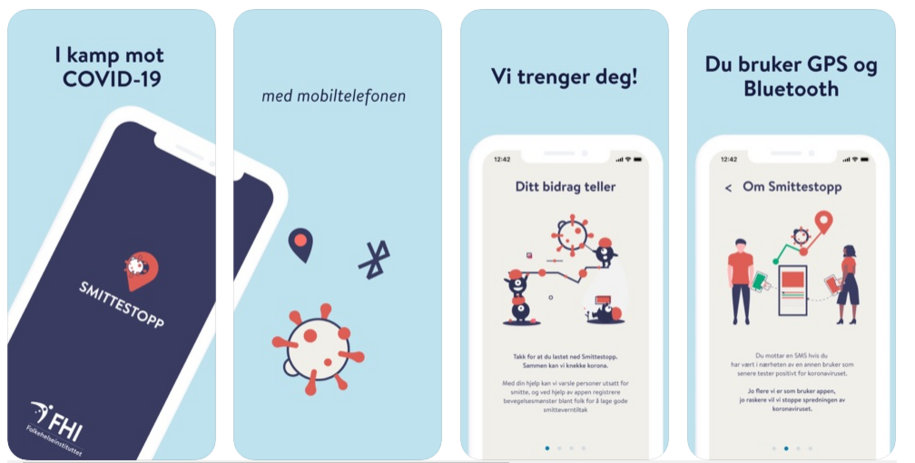 I kamp mot
COVID-19
SMITTESTOPP
FHI
Folkehelseinstituttet
med mobiltelefonen
Vi trenger deg!
12:42
Ditt bidrag teller
Takk for at du lastet ned Smittestopp.
Sammen kan vi knekke korona.
Med din hjelp kan vi varsle personer utsatt for
smitte, og ved hjelp av appen registrere
bevegelsesmønster blant folk for å lage gode
smitteverntiltak
Du bruker GPS og
Bluetooth
12:42
< Om Smittestopp
Du mottar en SMS hvis du
har vært i nærheten av en annen bruker som
senere tester positivt for koronaviruset.
Jo flere vi er som bruker appen,
jo raskere vil vi stoppe spredningen av
koronaviruset.